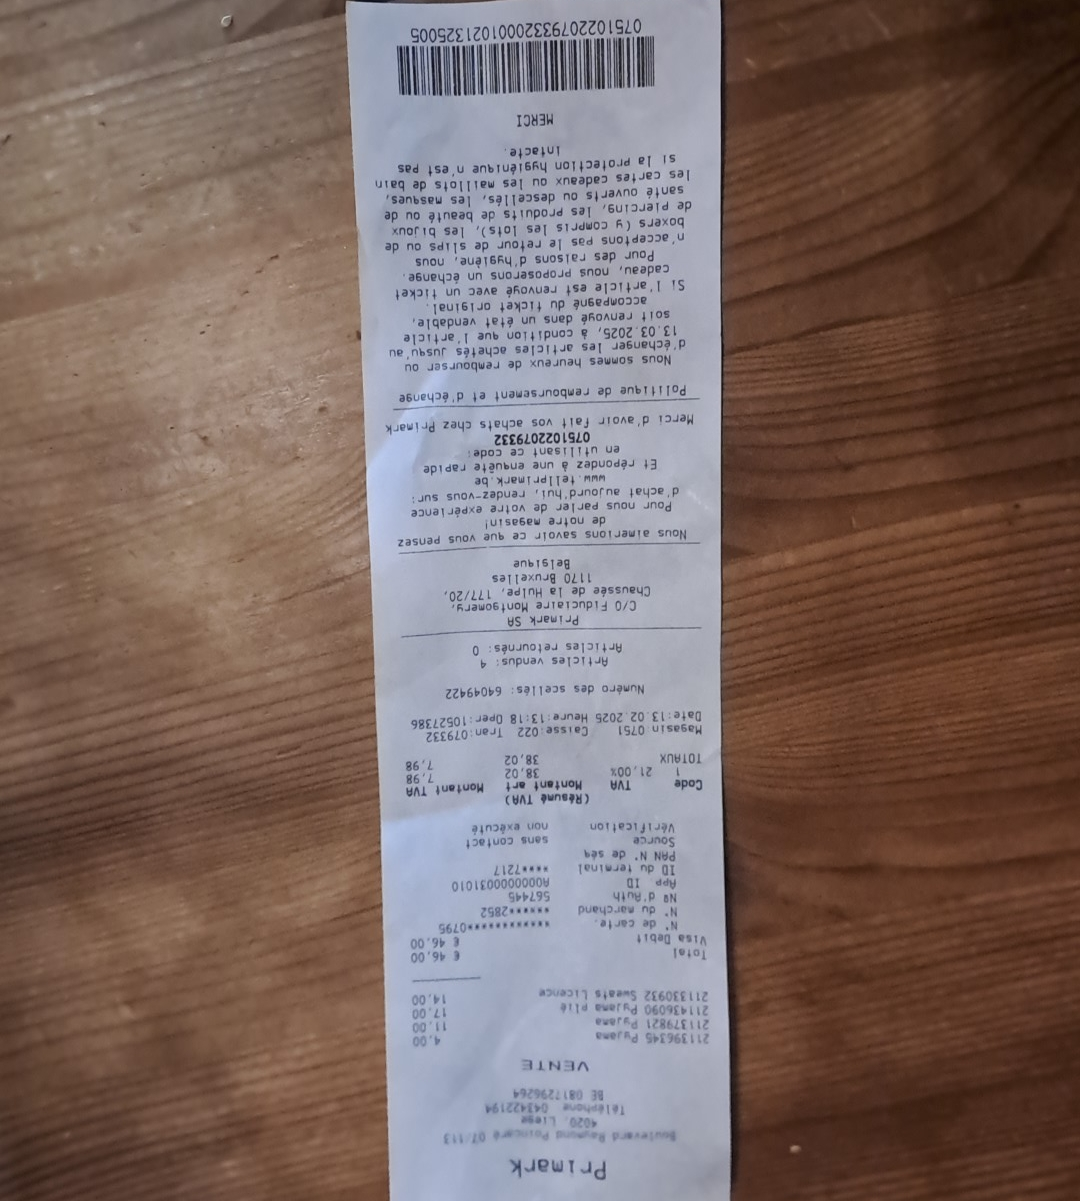 Primark
Boulevard Raymond Poincaré 07/113
4020, Liege
Téléphone 043422194
BE 0817296264
VENTE
211396345 Pyjama 4,00
211379821 Pyjama 11,00
211436090 Pyjama plié 17,00
211330932 Sweats Licence 14,00
Total € 46,00
Visa Debit € 46,00
N° de carte. ************0795
N° du marchand ******2852
Nº d'Auth 567445
App ID A0000000031010
ID du terminal ****7217
PAN N° de séq
Source sans contact
Vérification non exécuté
(Résumé TVA)
Code TVA Montant art Montant TVA
1 21,00% 38,02 7,98
TOTAUX 38,02 7,98
Magasin:0751 Caisse:022 Tran:079332
Date:13.02.2025 Heure:13:18 Oper:10527386
Numéro des scellés: 64049422
Articles vendus: 4
Articles retournés: 0
Primark SA
C/O Fiduciaire Montgomery,
Chaussée de la Hulpe, 177/20,
1170 Bruxelles
Belgique
Nous aimerions savoir ce que vous pensez
de notre magasin!
Pour nous parler de votre expérience
d'achat aujourd'hui, rendez-vous sur:
www.tellprimark.be
Et répondez à une enquête rapide
en utilisant ce code:
0751022079332
Merci d'avoir fait vos achats chez Primark
Politique de remboursement et d'échange
Nous sommes heureux de rembourser ou
d'échanger les articles achetés jusqu'au
13.03.2025, à condition que l'article
soit renvoyé dans un état vendable,
accompagné du ticket original.
Si l'article est renvoyé avec un ticket
cadeau, nous proposerons un échange.
Pour des raisons d'hygiène, nous
n'acceptons pas le retour de slips ou de
boxers (y compris les lots), les bijoux
de piercing, les produits de beauté ou de
santé ouverts ou descellés, les masques,
les cartes cadeaux ou les maillots de bain
si la protection hygiénique n'est pas
intacte.
MERCI
07510220793320001021325005